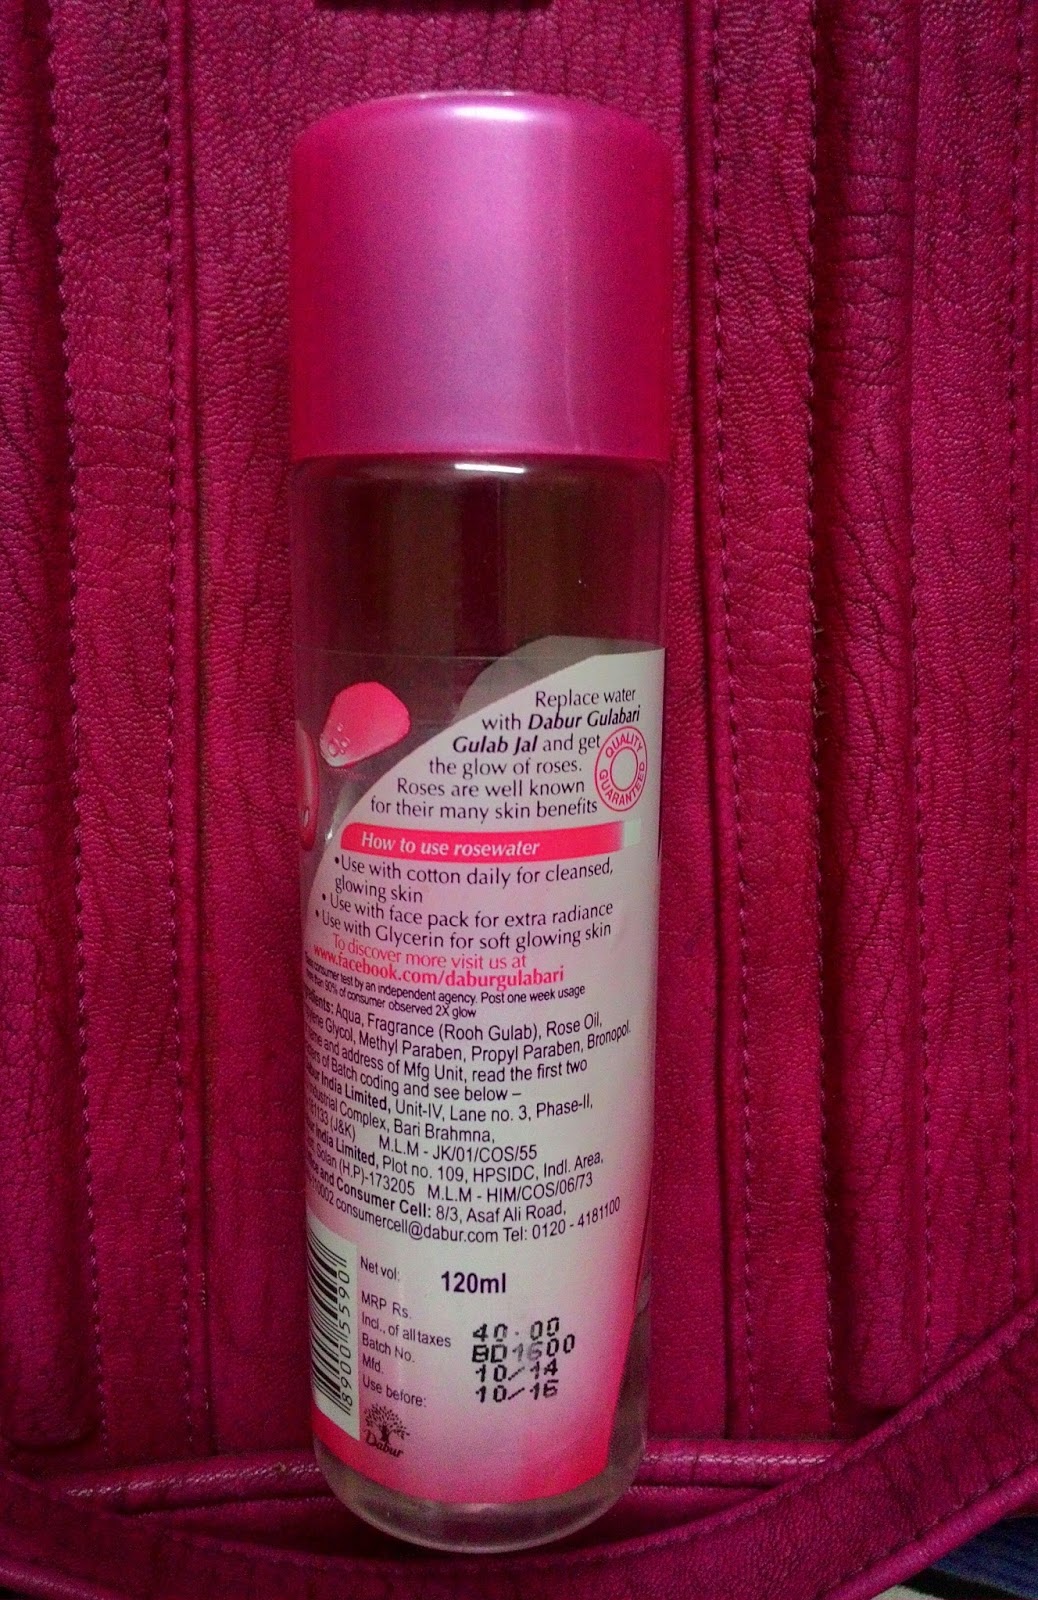 Replace water
with Dabur Gulabari
Gulab Jal and get
the glow of roses.
Roses are well known
for their many skin benefits
QUALITY
GUARANTEED
How to use rosewater
•Use with cotton daily for cleansed,
glowing skin
• Use with face pack for extra radiance
• Use with Glycerin for soft glowing skin
To discover more visit us at
www.facebook.com/daburgulabari
consumer test by an independent agency. Post one week usage
than 90% of consumer observed 2X glow
Aqua, Fragrance (Rooh Gulab), Rose Oil,
Glycol, Methyl Paraben, Propyl Paraben, Bronopol.
and address of Mfg Unit, read the first two
of Batch coding and see below –
India Limited, Unit-IV, Lane no. 3, Phase-II,
Industrial Complex, Bari Brahmna,
(J&K) M.L.M - JK/01/COS/55
India Limited, Plot no. 109, HPSIDC, Indl. Area,
Solan (H.P)-173205 M.L.M - HIM/COS/06/73
and Consumer Cell: 8/3, Asaf Ali Road,
consumercell@dabur.com Tel: 0120 - 4181100
Net vol: 120ml
MRP Rs.
Incl., of all taxes 40.00
Batch No. BD1600
Mfd. 10/14
Use before: 10/16
Dabur